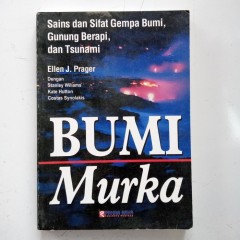 Sains dan Sifat Gempa Bumi,
Gunung Berapi,
dan Tsunami
Ellen J. Prager
Dengan
Stanley Williams
Kate Hutton
Costas Synolakis
BUMI
Murka